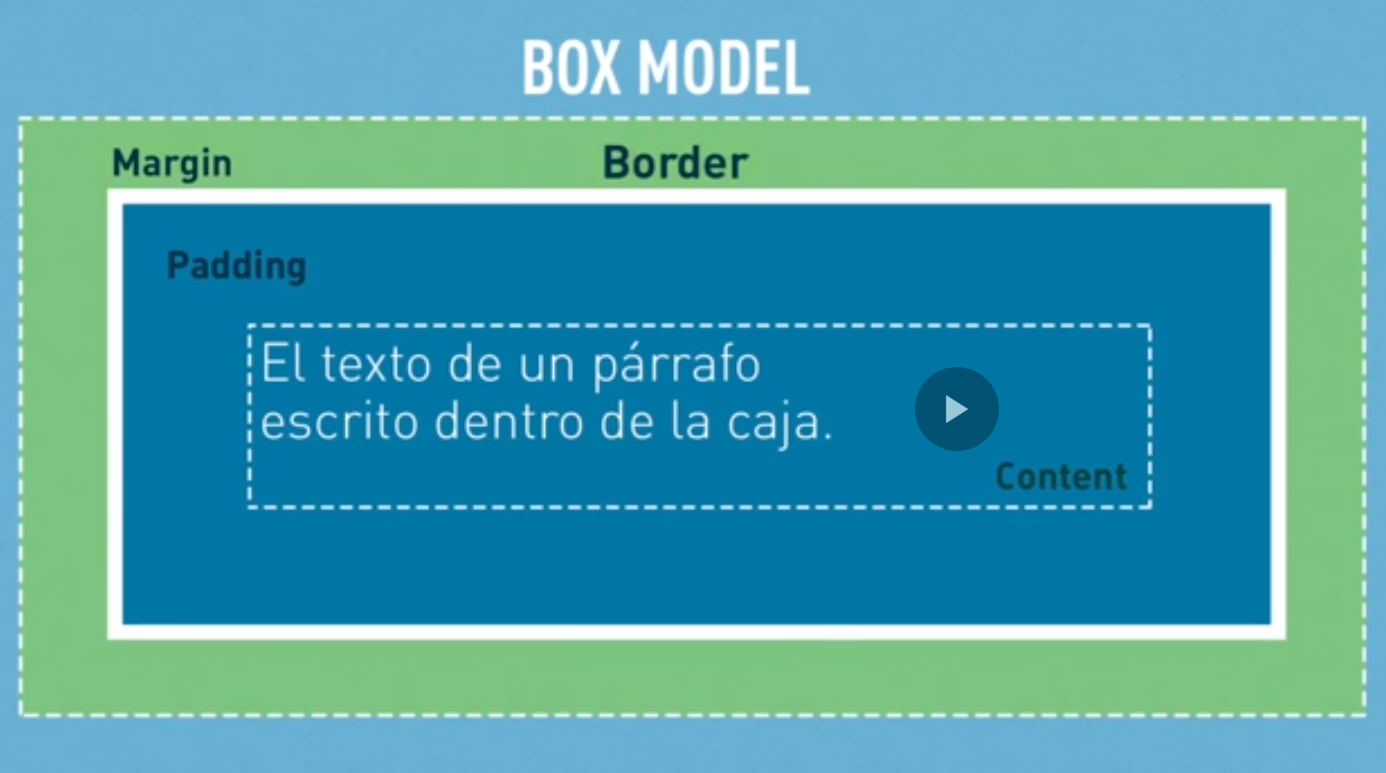 BOX MODEL
Margin
Border
Padding
El texto de un párrafo
escrito dentro de la caja.
Content